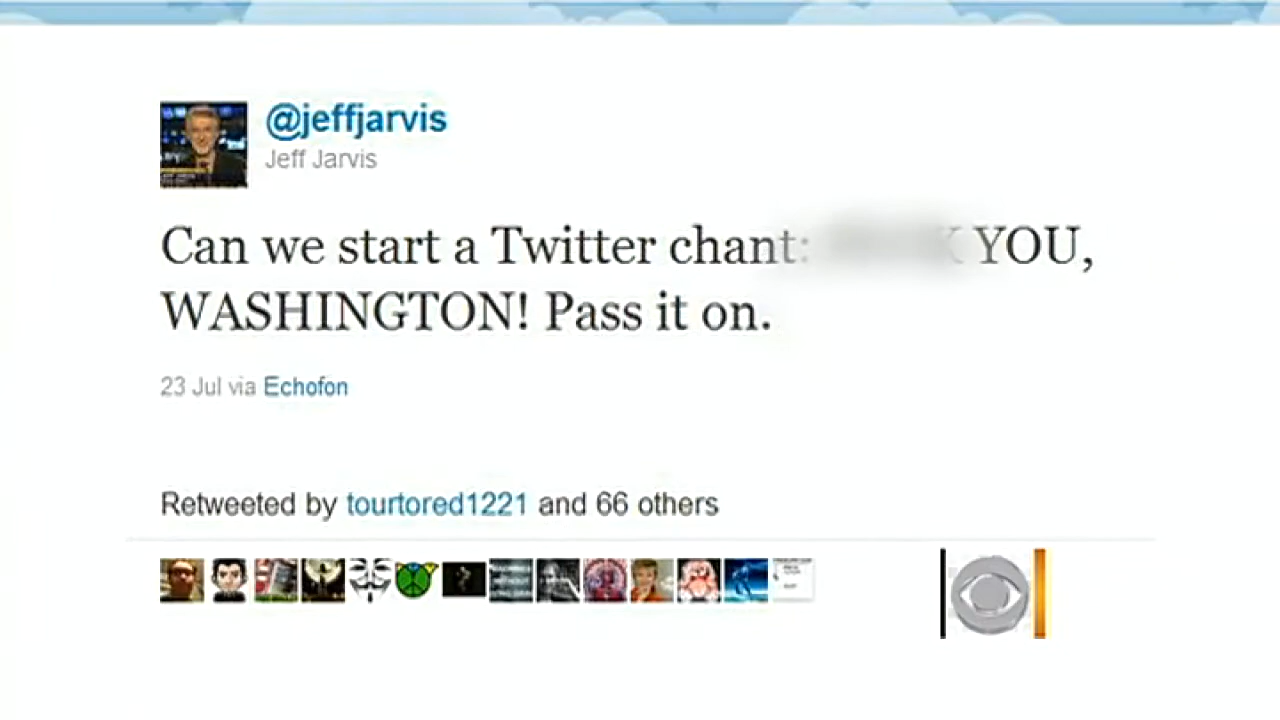 @jeffjarvis
Jeff Jarvis
Can we start a Twitter chant: YOU,
WASHINGTON! Pass it on.
23 Jul via Echofon
Retweeted by tourtored1221 and 66 others